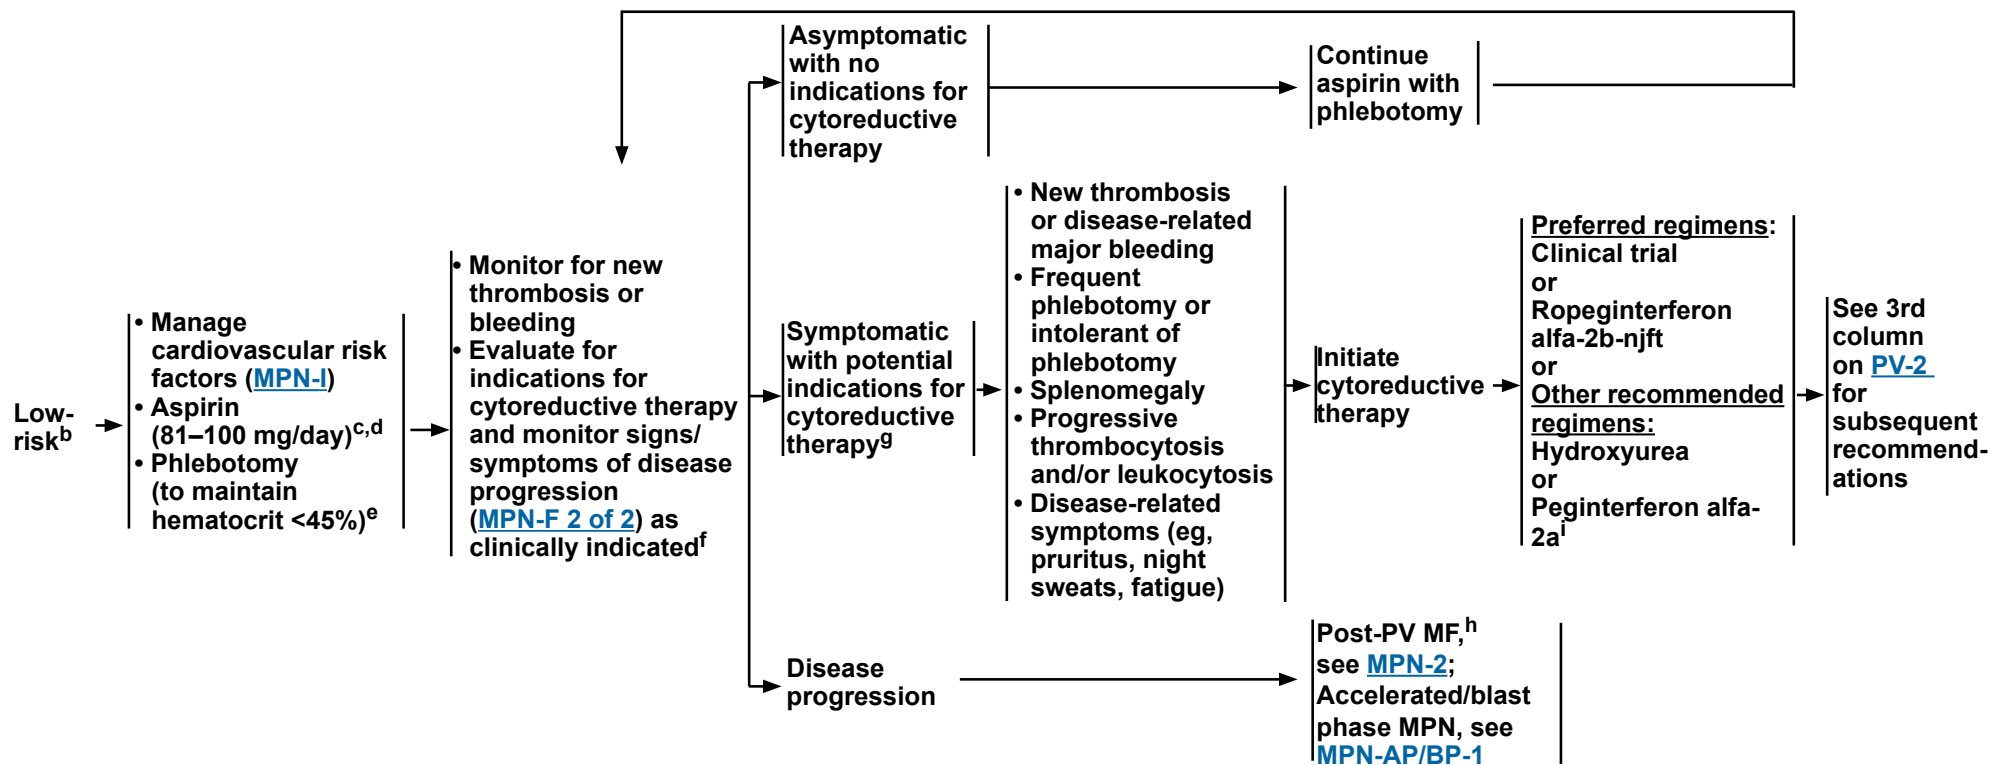 Low-
risk^b
• Manage
cardiovascular risk
factors (MPN-I)
• Aspirin
(81–100 mg/day)^c,d
• Phlebotomy
(to maintain
hematocrit <45%)^e
• Monitor for new
thrombosis or
bleeding
• Evaluate for
indications for
cytoreductive therapy
and monitor signs/
symptoms of disease
progression
(MPN-F 2 of 2) as
clinically indicated^f
Asymptomatic
with no
indications for
cytoreductive
therapy
Continue
aspirin with
phlebotomy
Symptomatic
with potential
indications for
cytoreductive
therapy^g
• New thrombosis
or disease-related
major bleeding
• Frequent
phlebotomy or
intolerant of
phlebotomy
• Splenomegaly
• Progressive
thrombocytosis
and/or leukocytosis
• Disease-related
symptoms (eg,
pruritus, night
sweats, fatigue)
Initiate
cytoreductive
therapy
Preferred regimens:
Clinical trial
or
Ropeginterferon
alfa-2b-njft
or
Other recommended
regimens:
Hydroxyurea
or
Peginterferon alfa-
2a^i
See 3rd
column
on PV-2
for
subsequent
recommend-
ations
Disease
progression
Post-PV MF,^h
see MPN-2;
Accelerated/blast
phase MPN, see
MPN-AP/BP-1